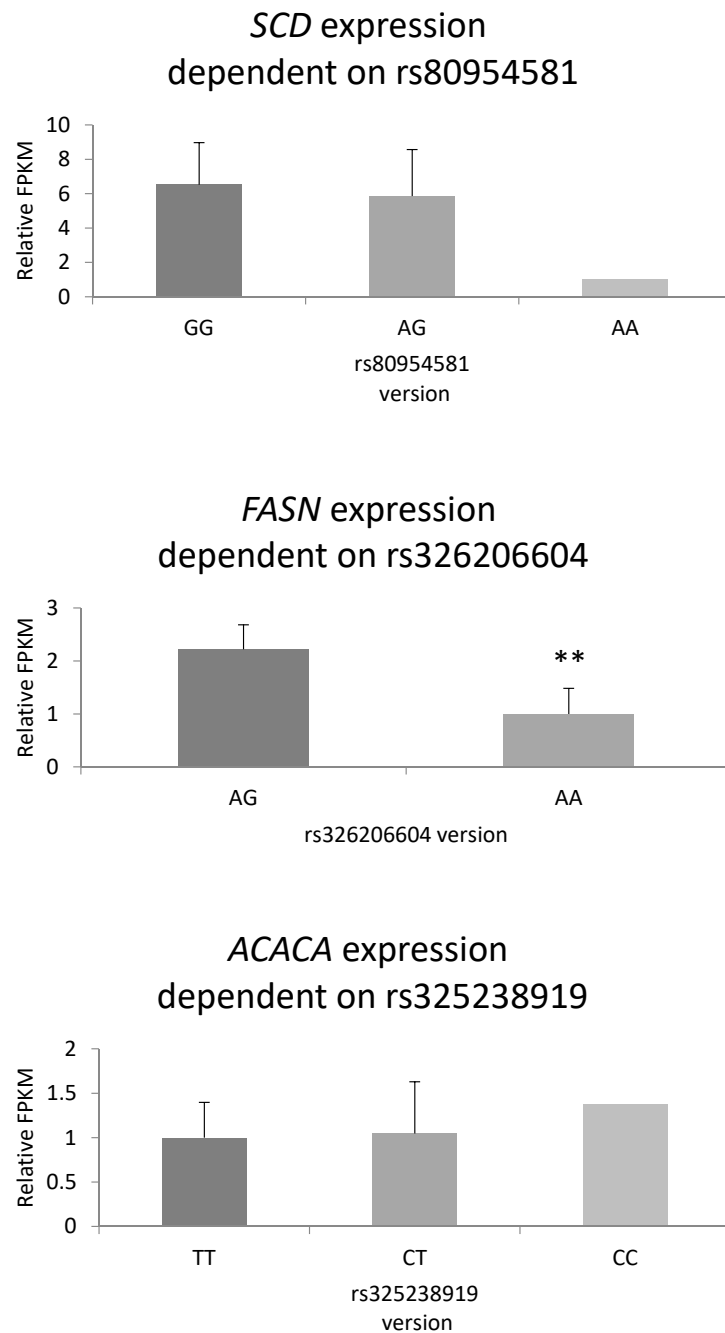 SCD expression
dependent on rs80954581
Relative FPKM
10
8
6
4
2
0
GG AG AA
rs80954581
version
FASN expression
dependent on rs326206604
Relative FPKM
3
2
1
0
**
AG AA
rs326206604 version
ACACA expression
dependent on rs325238919
Relative FPKM
2
1.5
1
0.5
0
TT CT CC
rs325238919
version